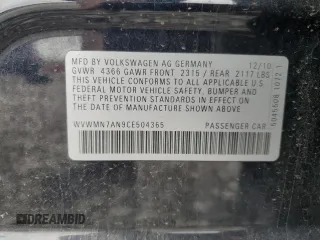 MFD BY VOLKSWAGEN AG GERMANY 12/10
GVWR 4366 GAWR FRONT 2315 / REAR 2117 LBS
THIS VEHICLE CONFORMS TO ALL APPLICABLE U.S.
FEDERAL MOTOR VEHICLE SAFETY, BUMPER, AND
THEFT PREVENTION STANDARDS IN EFFECT ON THE
DATE OF MANUFACTURE SHOWN ABOVE
WVWMN7AN9CE504365 PASSENGER CAR
DREAMBID